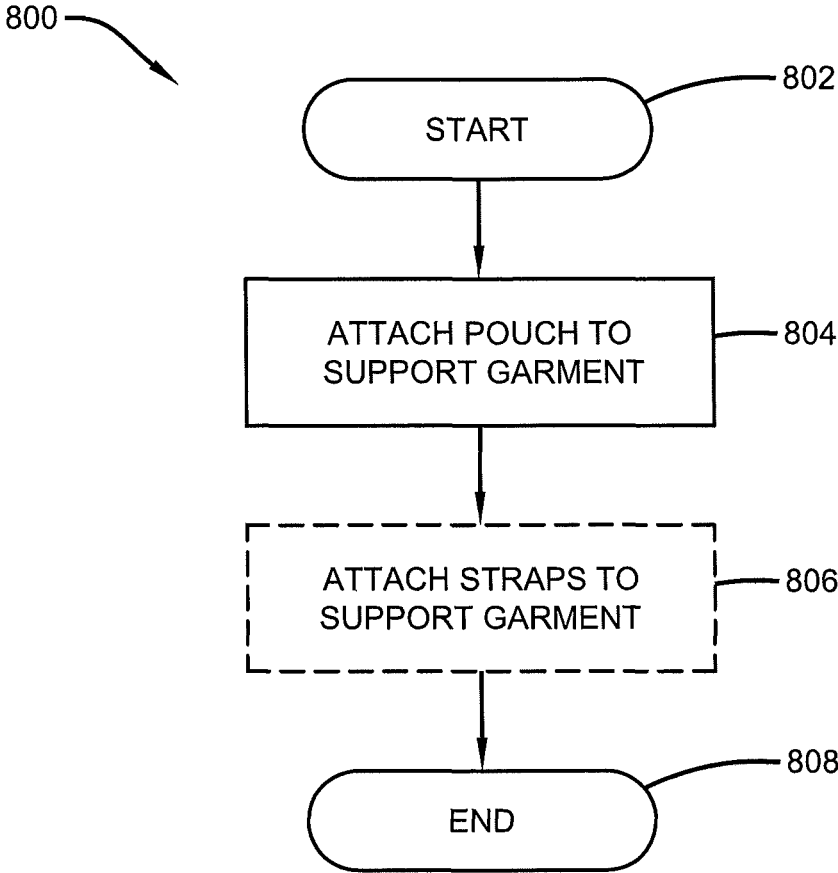 800
802
START
ATTACH POUCH TO
SUPPORT GARMENT
804
ATTACH STRAPS TO
SUPPORT GARMENT
806
808
END